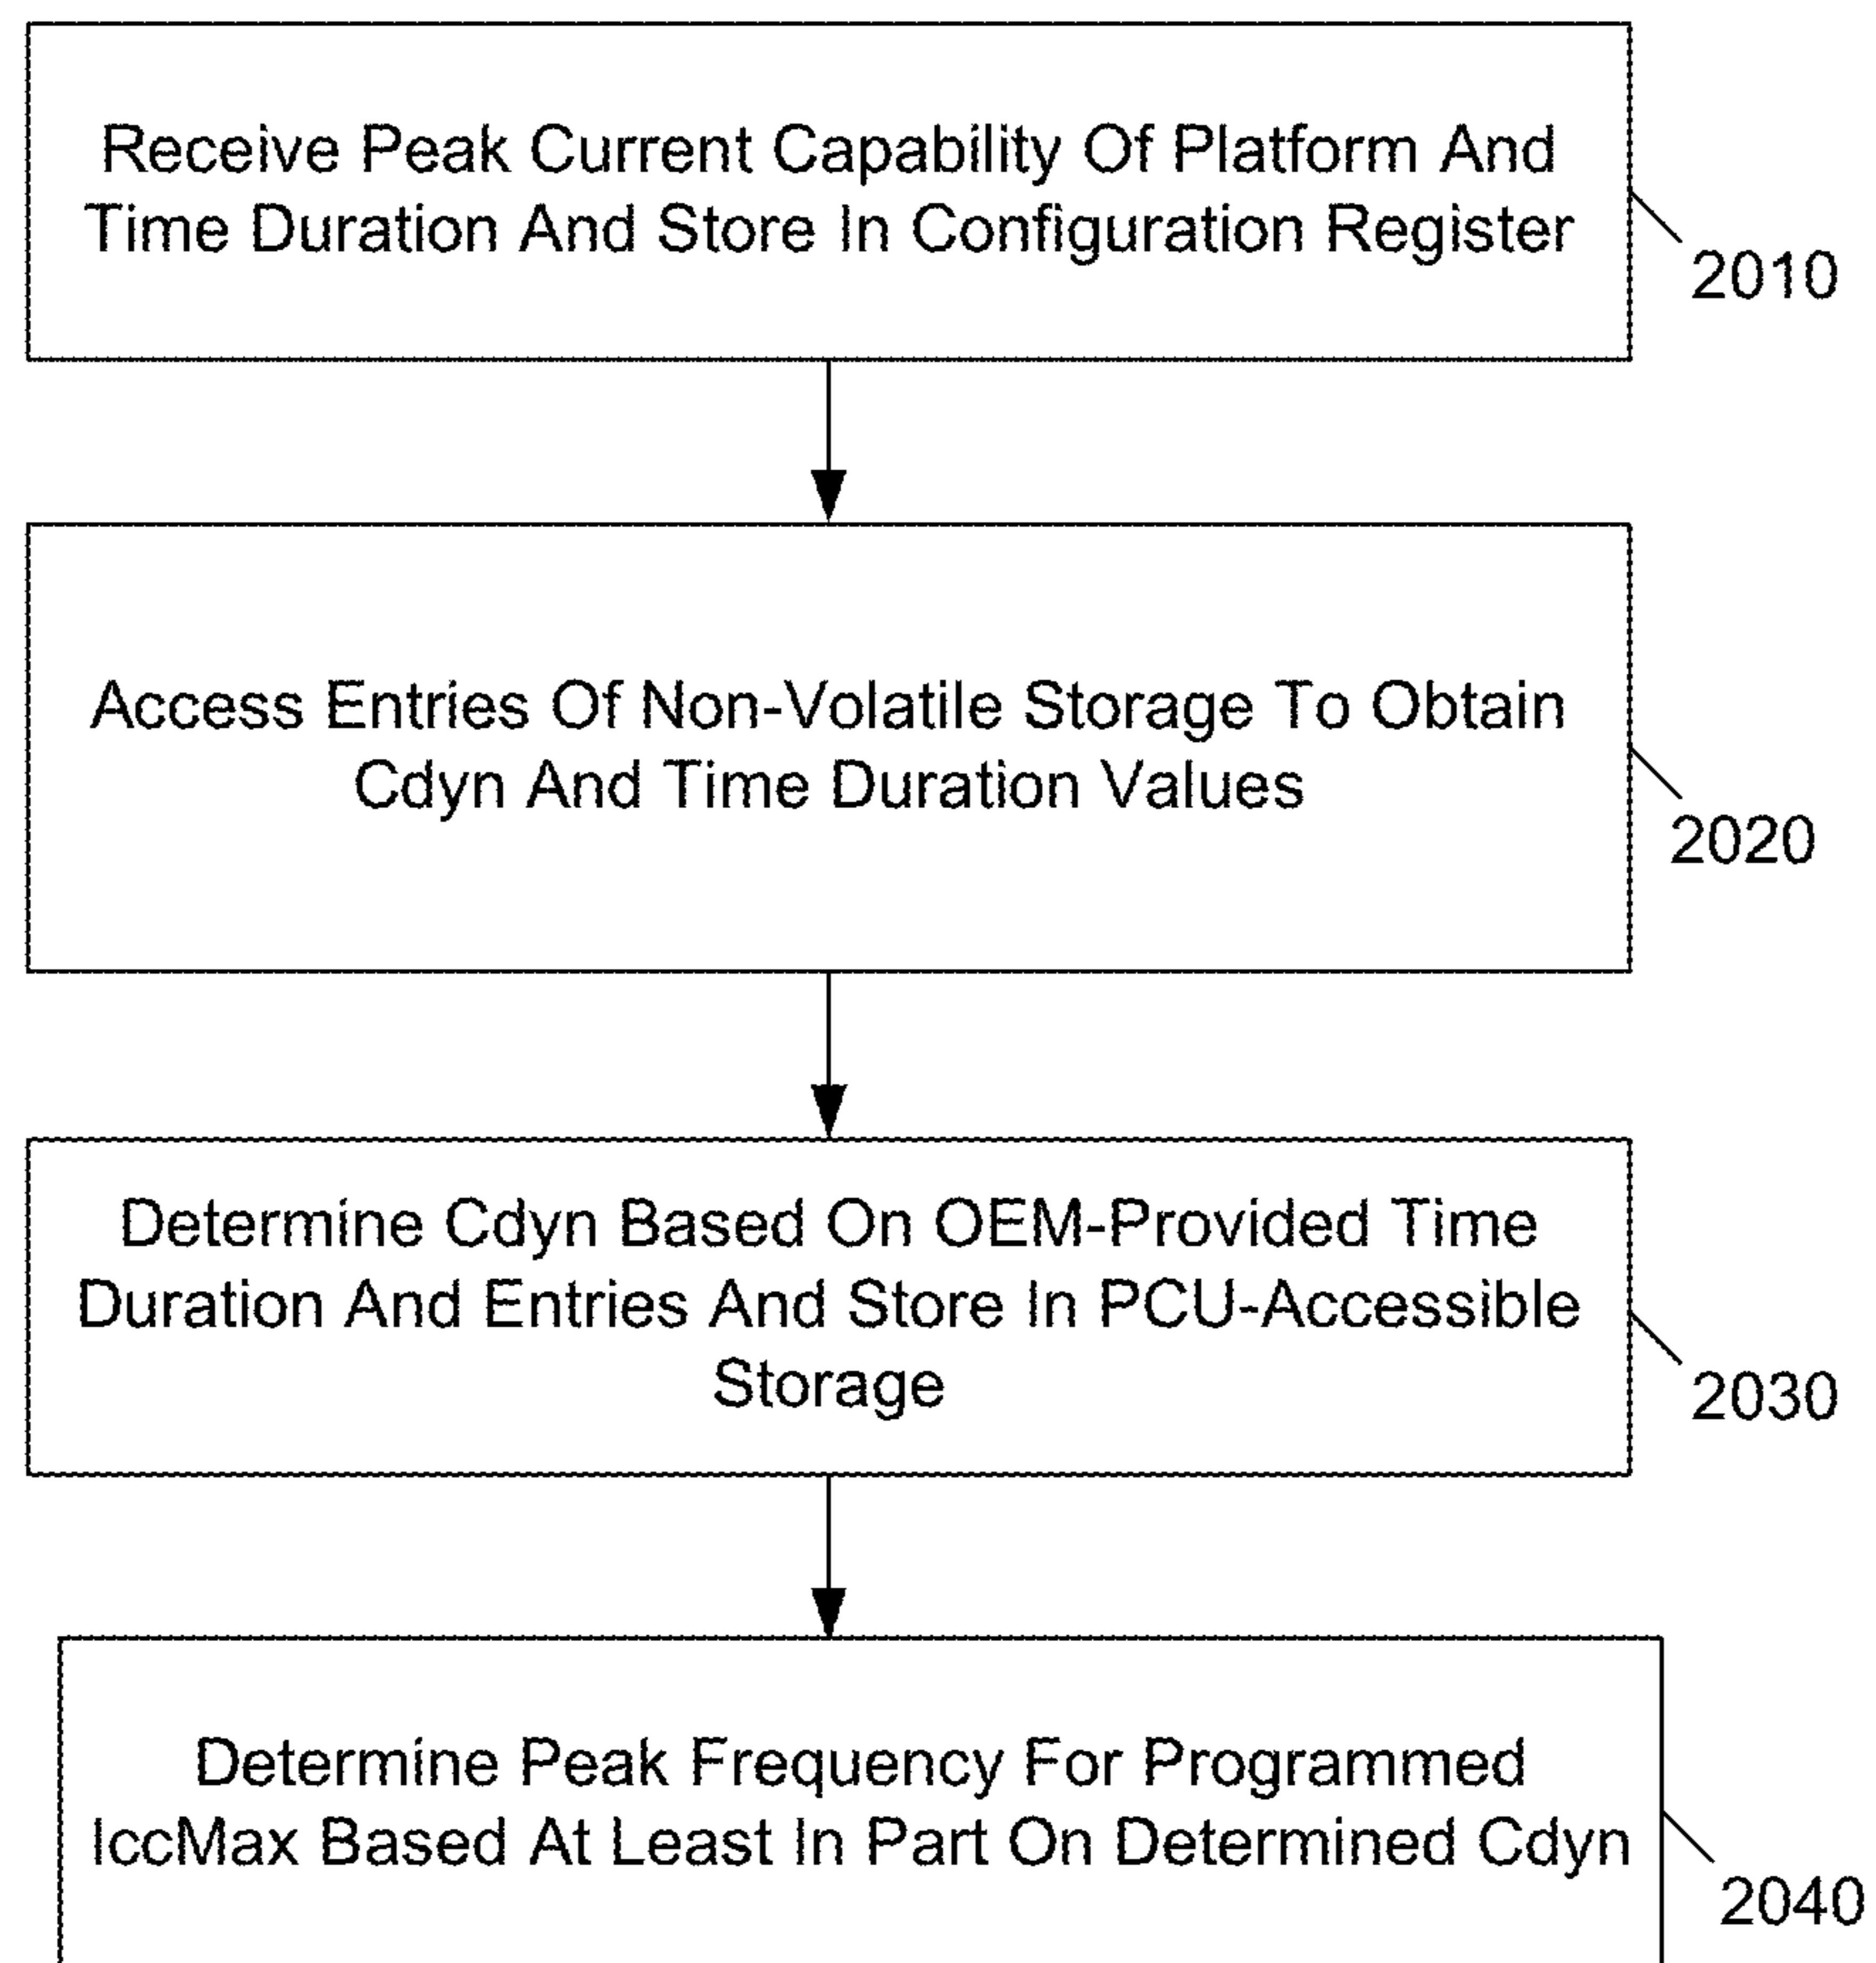 Receive Peak Current Capability Of Platform And
Time Duration And Store In Configuration Register
2010
Access Entries Of Non-Volatile Storage To Obtain
Cdyn And Time Duration Values
2020
Determine Cdyn Based On OEM-Provided Time
Duration And Entries And Store In PCU-Accessible
Storage
2030
Determine Peak Frequency For Programmed
IccMax Based At Least In Part On Determined Cdyn
2040